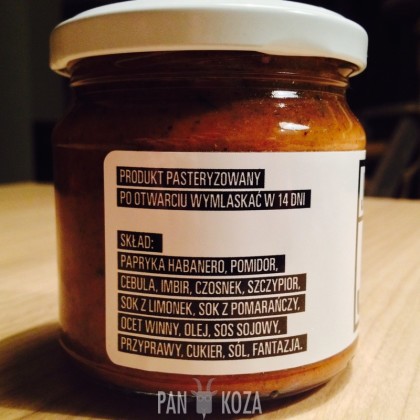 PRODUKT PASTERYZOWANY
PO OTWARCIU WYMLASKAĆ W 14 DNI
SKŁAD:
PAPRYKA HABANERO, POMIDOR,
CEBULA, IMBIR, CZOSNEK, SZCZYPIOR,
SOK Z LIMONEK, SOK Z POMARAŃCZY,
OCET WINNY, OLEJ, SOS SOJOWY,
PRZYPRAWY, CUKIER, SÓL, FANTAZJA.
PAN KOZA